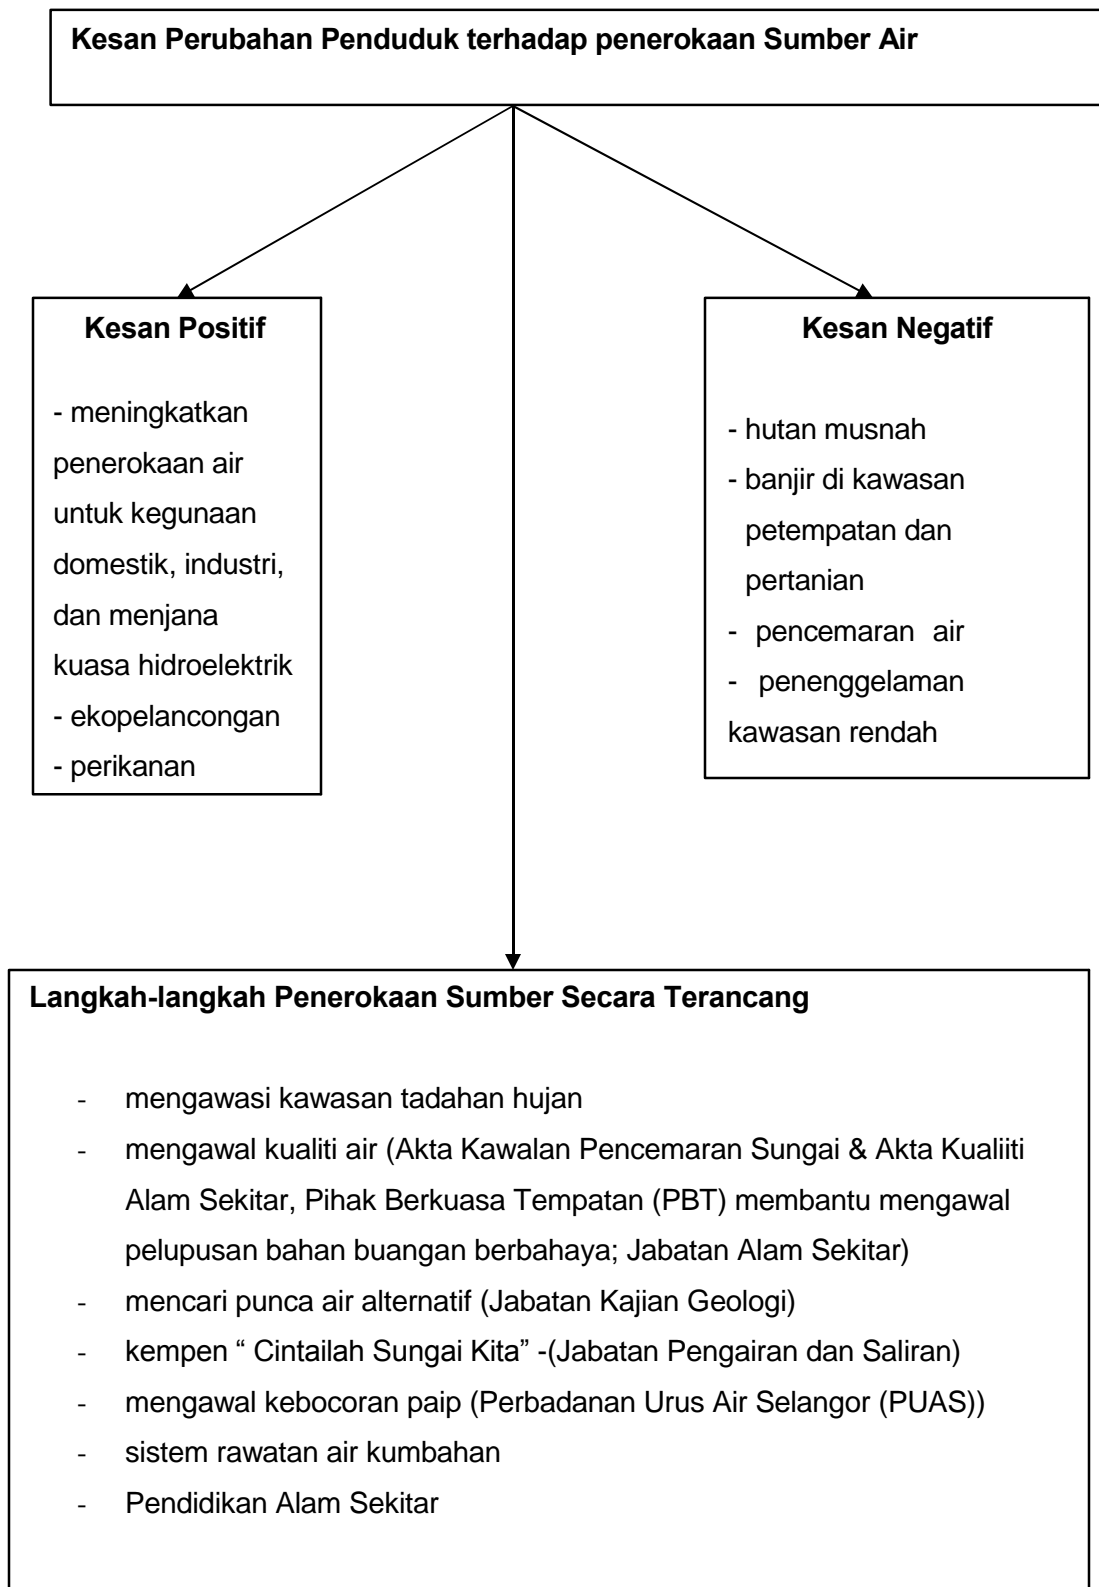 Kesan Perubahan Penduduk terhadap penerokaan Sumber Air
Kesan Positif
- meningkatkan
penerokaan air
untuk kegunaan
domestik, industri,
dan menjana
kuasa hidroelektrik
- ekopelancongan
- perikanan
Kesan Negatif
- hutan musnah
- banjir di kawasan
petempatan dan
pertanian
- pencemaran air
- penenggelaman
kawasan rendah
Langkah-langkah Penerokaan Sumber Secara Terancang
- mengawasi kawasan tadahan hujan
- mengawal kualiti air (Akta Kawalan Pencemaran Sungai & Akta Kualiiti
Alam Sekitar, Pihak Berkuasa Tempatan (PBT) membantu mengawal
pelupusan bahan buangan berbahaya; Jabatan Alam Sekitar)
- mencari punca air alternatif (Jabatan Kajian Geologi)
- kempen “ Cintailah Sungai Kita” -(Jabatan Pengairan dan Saliran)
- mengawal kebocoran paip (Perbadanan Urus Air Selangor (PUAS))
- sistem rawatan air kumbahan
- Pendidikan Alam Sekitar